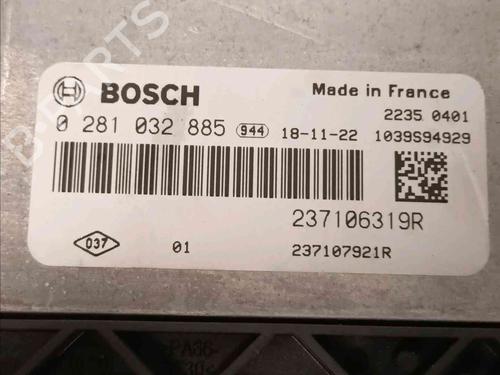 BOSCH Made in France
2235 0401
0 281 032 885 944 18-11-22 1039S94929
237106319R
037 01 237107921R
B-PARTS